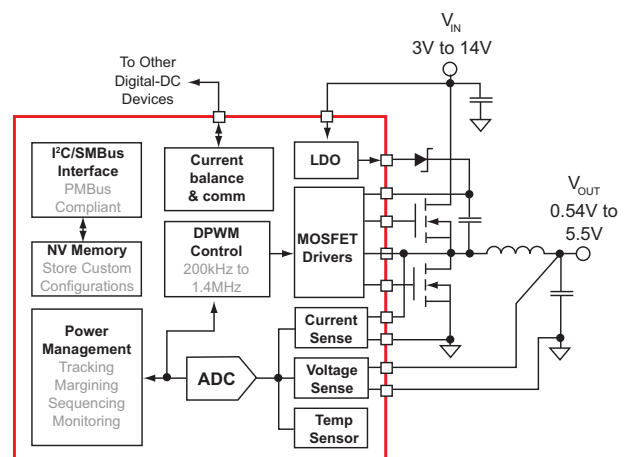 V_IN
3V to 14V
To Other
Digital-DC
Devices
I²C/SMBus
Interface
PMBus
Compliant
Current
balance
& comm
LDO
V_OUT
0.54V to
5.5V
NV Memory
Store Custom
Configurations
DPWM
Control
200kHz to
1.4MHz
MOSFET
Drivers
Power
Management
Tracking
Margining
Sequencing
Monitoring
ADC
Current
Sense
Voltage
Sense
Temp
Sensor